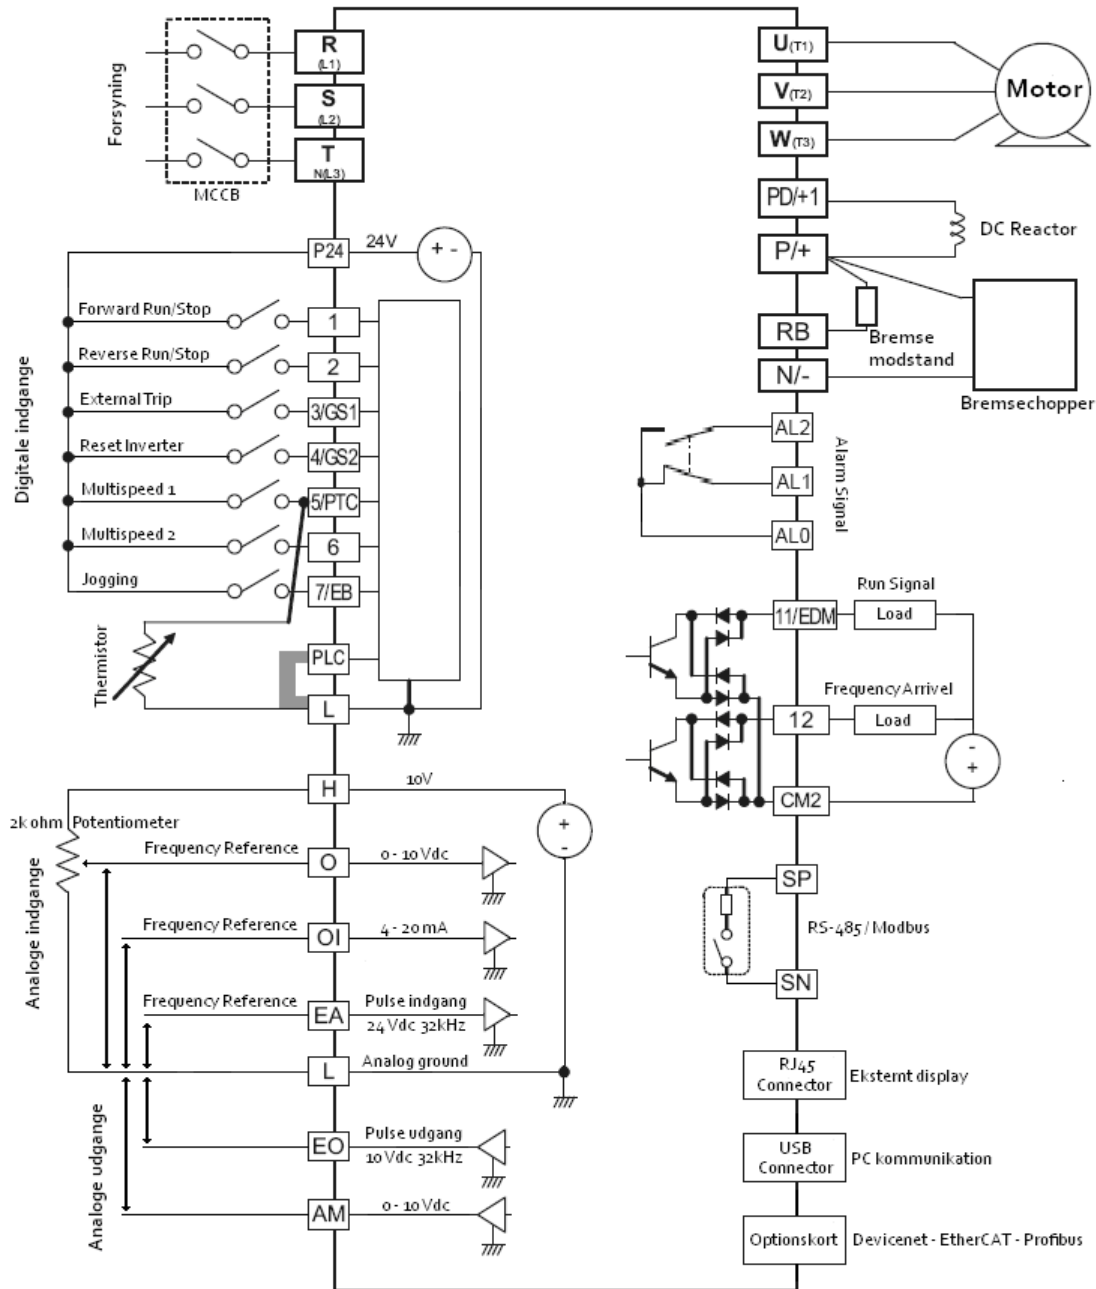 Forsyning
R
(L1)
S
(L2)
T
N(L3)
MCCB
P24
24V
+ -
Digitale indgange
Forward Run/Stop
1
Reverse Run/Stop
2
External Trip
3/GS1
Reset Inverter
4/GS2
Multispeed 1
5/PTC
Multispeed 2
6
Jogging
7/EB
Thermistor
PLC
L
H
10V
2k ohm Potentiometer
+
-
Analoge indgange
Frequency Reference
O
0 - 10 Vdc
Frequency Reference
OI
4 - 20 mA
Frequency Reference
EA
Pulse indgang
24 Vdc 32kHz
L
Analog ground
Analoge udgange
EO
Pulse udgang
10 Vdc 32kHz
AM
0 - 10 Vdc
U(T1)
V(T2)
W(T3)
Motor
PD/+1
DC Reactor
P/+
RB
Bremse
modstand
N/-
Bremsechopper
AL2
AL1
AL0
Alarm Signal
Run Signal
11/EDM
Load
Frequency Arrivel
12
Load
-
+
CM2
SP
RS-485 / Modbus
SN
RJ45
Connector
Eksternt display
USB
Connector
PC kommunikation
Optionskort
Devicenet - EtherCAT - Profibus